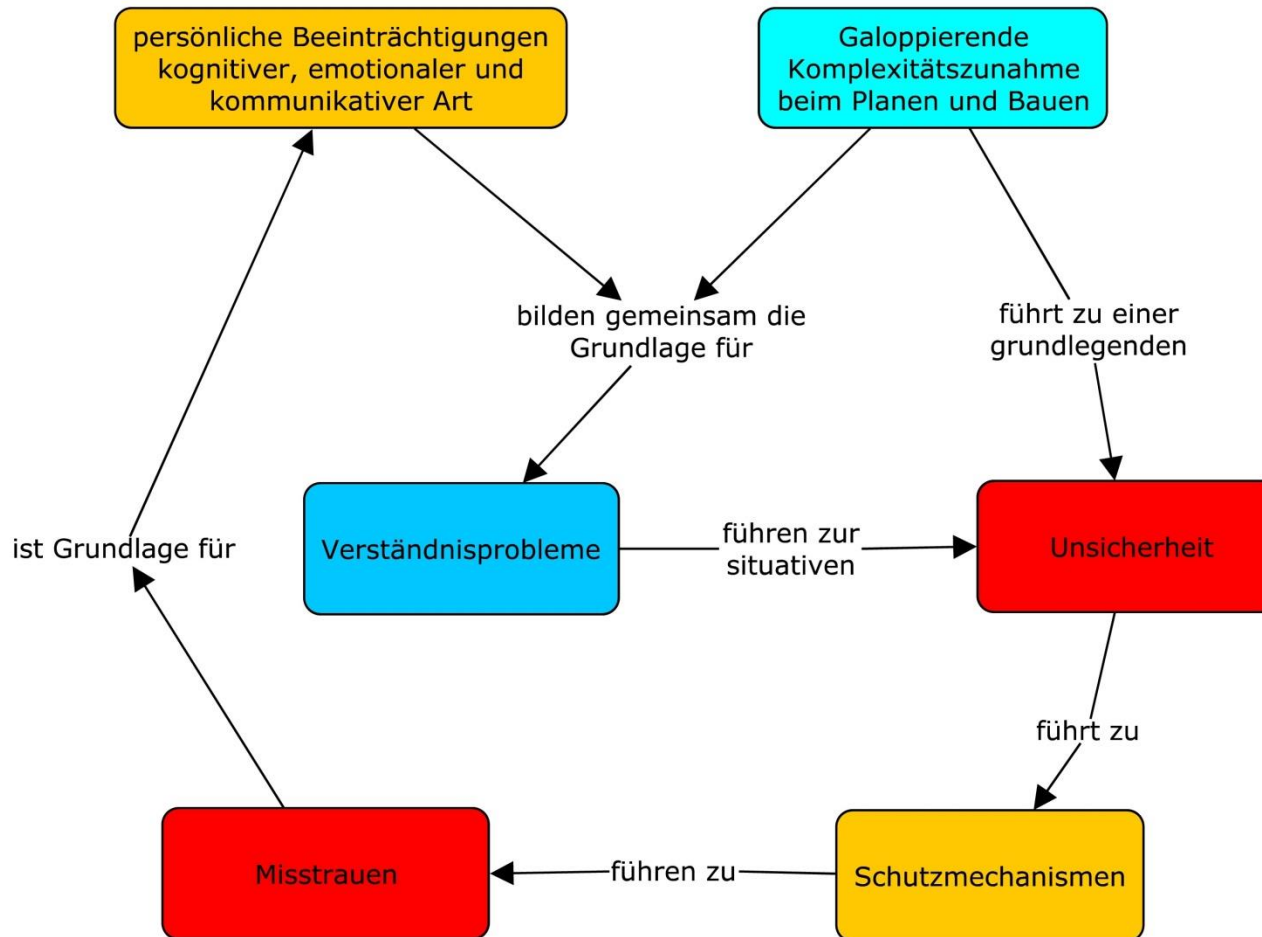 persönliche Beeinträchtigungen
kognitiver, emotionaler und
kommunikativer Art
Galoppierende
Komplexitätszunahme
beim Planen und Bauen
bilden gemeinsam die
Grundlage für
führt zu einer
grundlegenden
ist Grundlage für
Verständnisprobleme
führen zur
situativen
Unsicherheit
führt zu
Misstrauen
führen zu
Schutzmechanismen